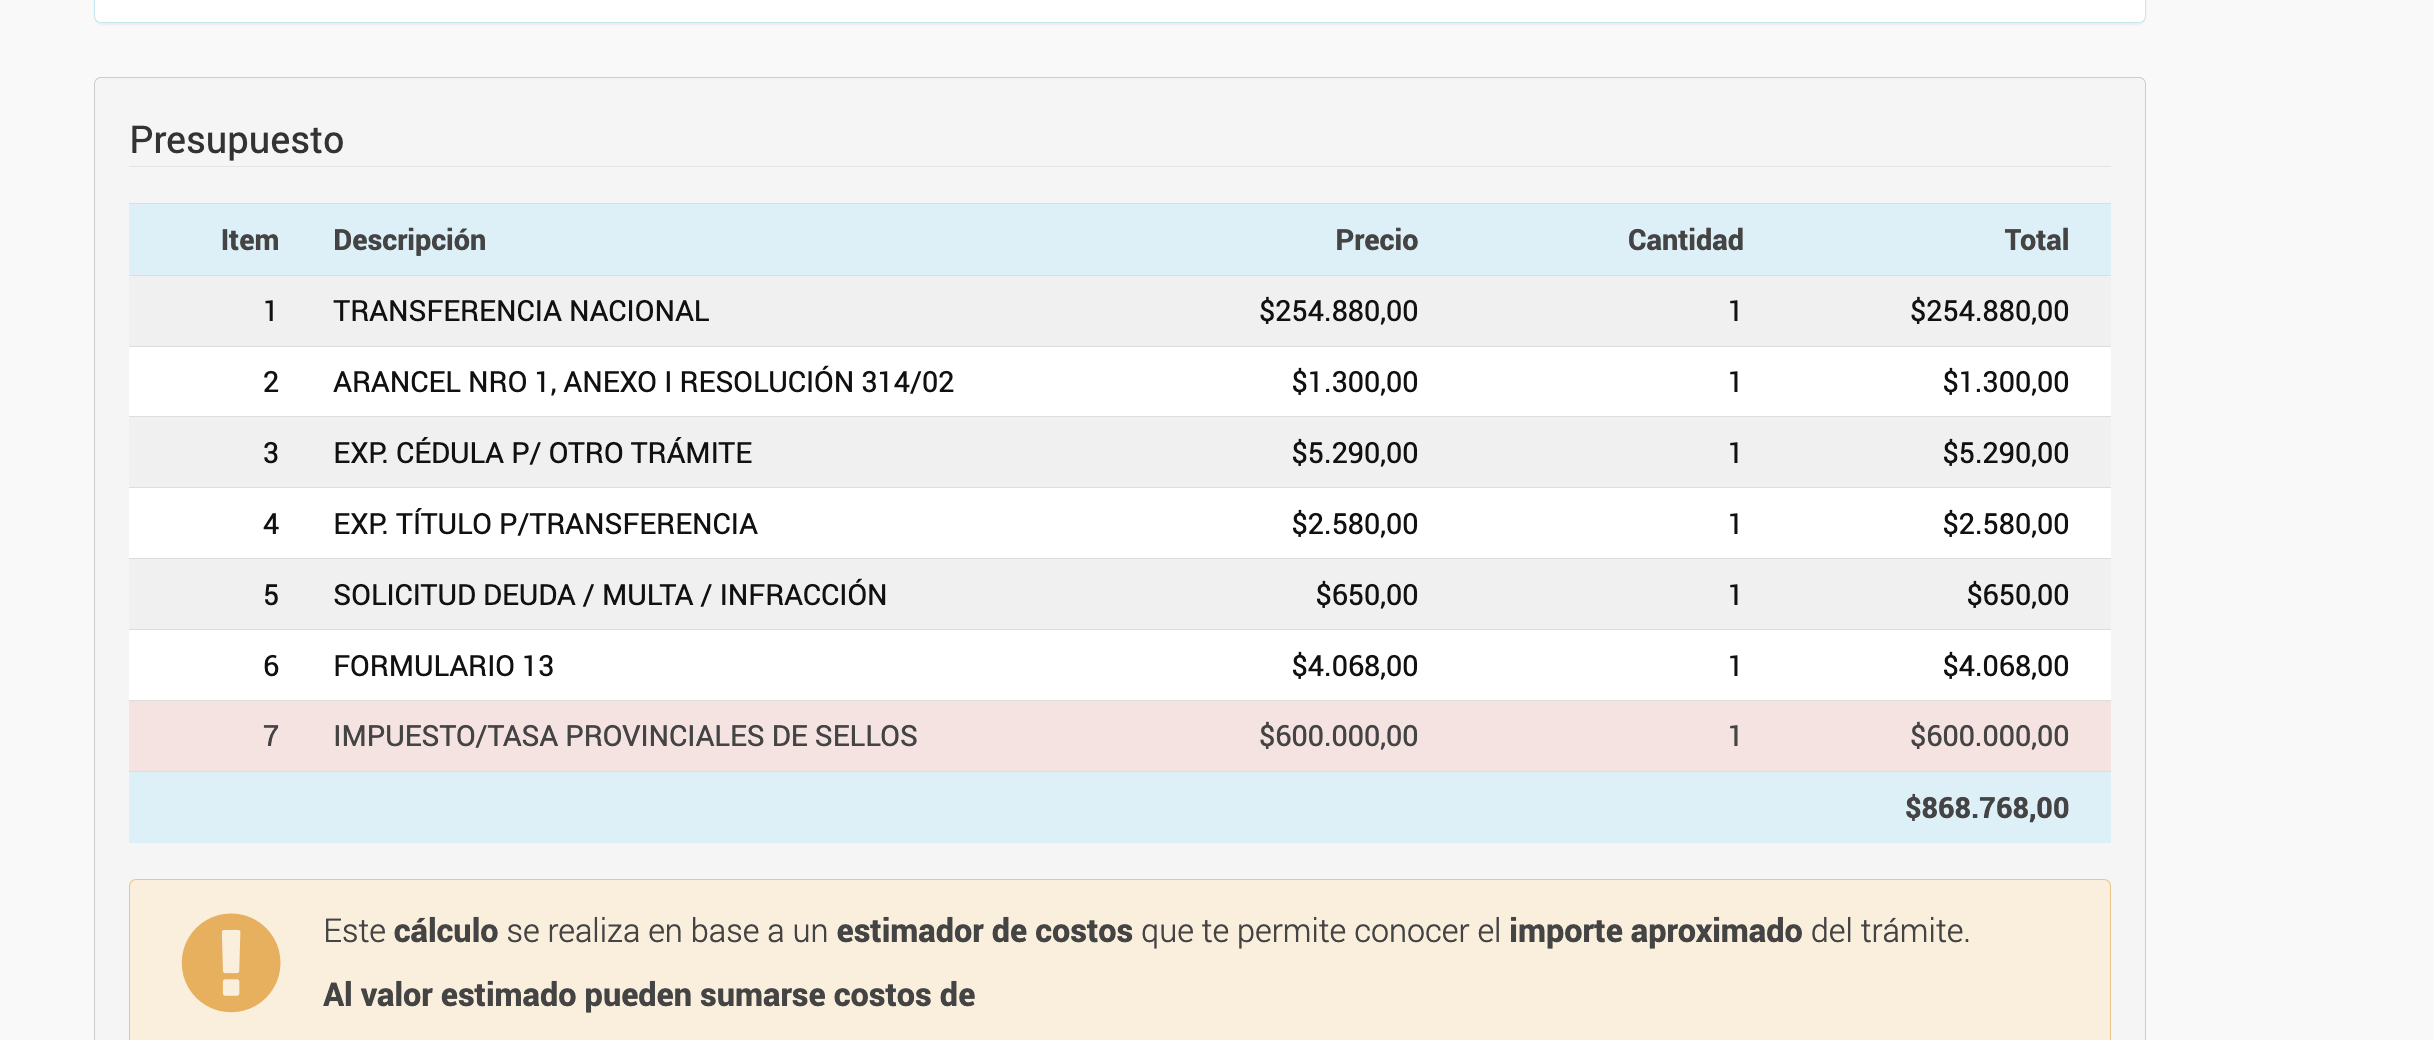 Presupuesto
Item Descripción Precio Cantidad Total
1 TRANSFERENCIA NACIONAL $254.880,00 1 $254.880,00
2 ARANCEL NRO 1, ANEXO I RESOLUCIÓN 314/02 $1.300,00 1 $1.300,00
3 EXP. CÉDULA P/ OTRO TRÁMITE $5.290,00 1 $5.290,00
4 EXP. TÍTULO P/TRANSFERENCIA $2.580,00 1 $2.580,00
5 SOLICITUD DEUDA / MULTA / INFRACCIÓN $650,00 1 $650,00
6 FORMULARIO 13 $4.068,00 1 $4.068,00
7 IMPUESTO/TASA PROVINCIALES DE SELLOS $600.000,00 1 $600.000,00
$868.768,00
Este cálculo se realiza en base a un estimador de costos que te permite conocer el importe aproximado del trámite.
Al valor estimado pueden sumarse costos de